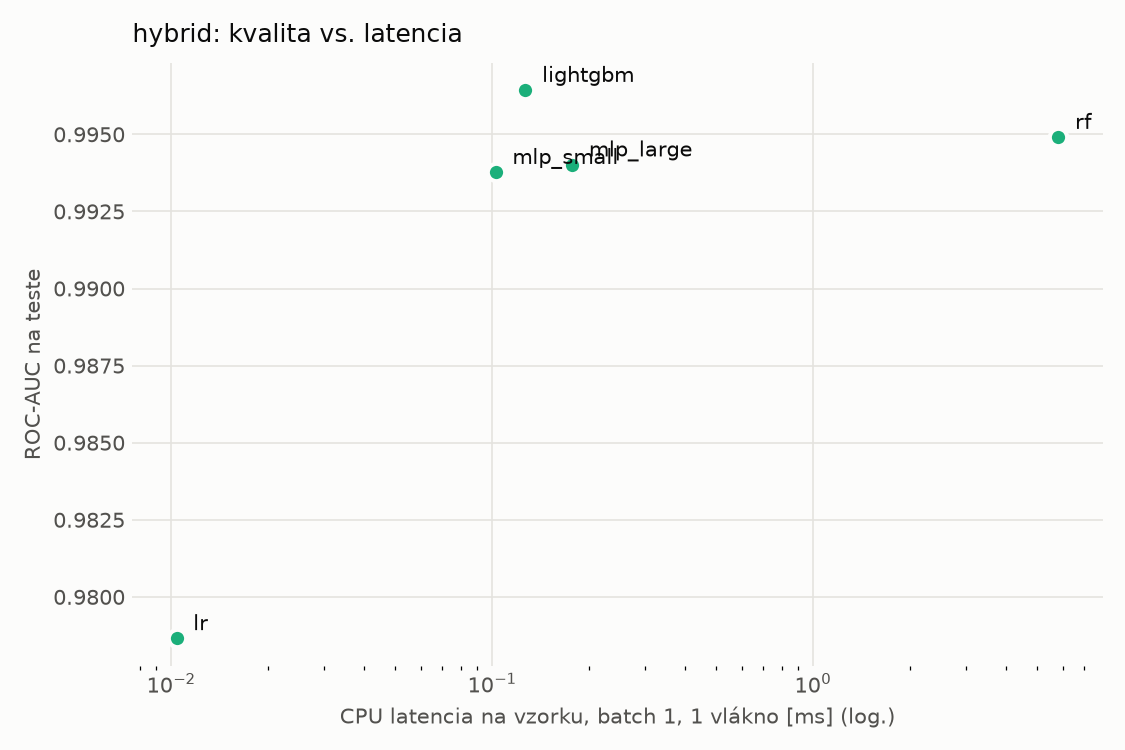 hybrid: kvalita vs. latencia
lightgbm
rf
mlp_small
mlp_large
lr
ROC-AUC na teste
0.9950
0.9925
0.9900
0.9875
0.9850
0.9825
0.9800
10⁻² 10⁻¹ 10⁰
CPU latencia na vzorku, batch 1, 1 vlákno [ms] (log.)